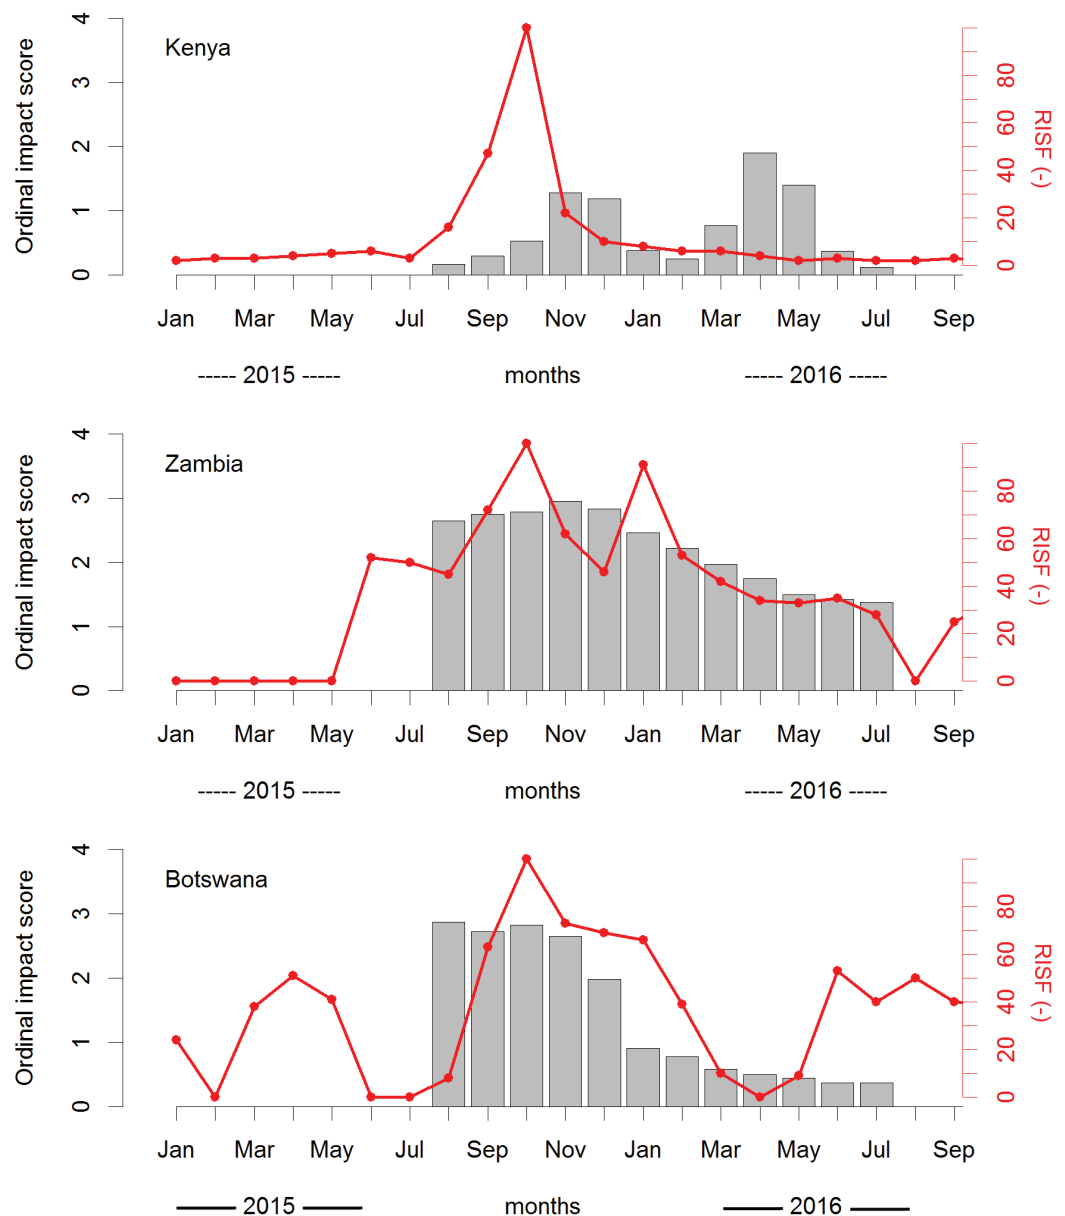 Kenya
Ordinal impact score
0 1 2 3 4
RISF (-)
0 20 40 60 80
Jan Mar May Jul Sep Nov Jan Mar May Jul Sep
----- 2015 ----- months ----- 2016 -----
Zambia
Ordinal impact score
0 1 2 3 4
RISF (-)
0 20 40 60 80
Jan Mar May Jul Sep Nov Jan Mar May Jul Sep
----- 2015 ----- months ----- 2016 -----
Botswana
Ordinal impact score
0 1 2 3 4
RISF (-)
0 20 40 60 80
Jan Mar May Jul Sep Nov Jan Mar May Jul Sep
2015 months 2016